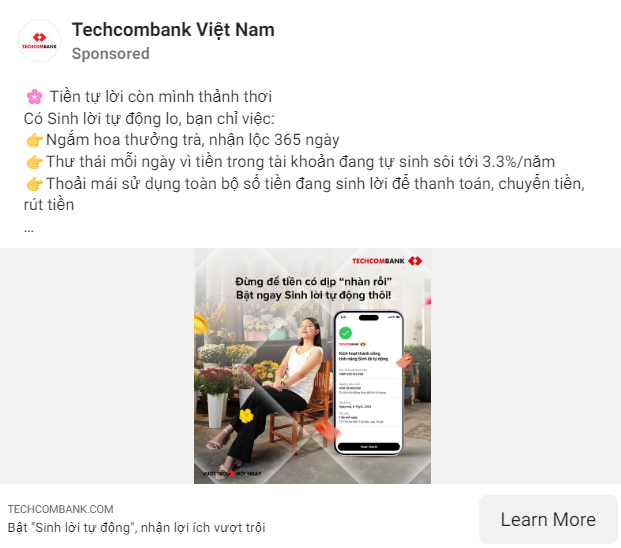 Techcombank Việt Nam
TECHCOMBANK
Sponsored
🌸 Tiền tự lời còn mình thảnh thơi
Có Sinh lời tự động lo, bạn chỉ việc:
👉Ngắm hoa thưởng trà, nhận lộc 365 ngày
👉Thư thái mỗi ngày vì tiền trong tài khoản đang tự sinh sôi tới 3.3%/năm
👉Thoải mái sử dụng toàn bộ số tiền đang sinh lời để thanh toán, chuyển tiền,
rút tiền
...
TECHCOMBANK
Đừng để tiền có dịp “nhàn rỗi”
Bật ngay Sinh lời tự động thôi!
TECHCOMBANK
Kích hoạt thành công
tính năng Sinh lời tự động
VƯỢT TRỘI MỖI NGÀY
TECHCOMBANK.COM
Bật "Sinh lời tự động", nhận lợi ích vượt trội
Learn More